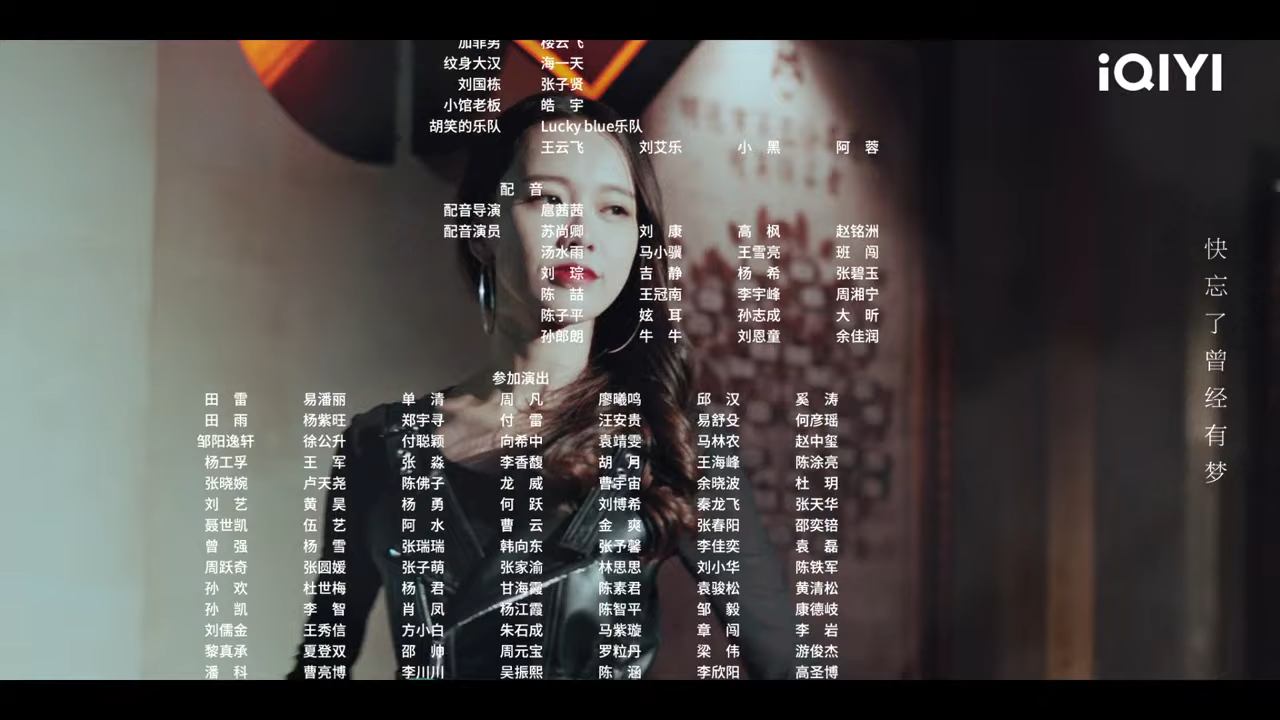 加菲男 楼云飞
iQIYI
纹身大汉 海一天
刘国栋 张子贤
小馆老板 皓 宇
胡笑的乐队 Lucky blue乐队
王云飞 刘艾乐 小 黑 阿 蓉
配 音
配音导演 扈茜茜
配音演员 苏尚卿 刘 康 高 枫 赵铭洲
汤水雨 马小骥 王雪亮 班 闯
刘 琮 吉 静 杨 希 张碧玉
陈 喆 王冠南 李宇峰 周湘宁
陈子平 妶 耳 孙志成 大 昕
孙郎朗 牛 牛 刘恩童 余佳润
参加演出
田 雷 易潘丽 单 清 周 凡 廖曦鸣 邱 汉 奚 涛
田 雨 杨紫旺 郑宇寻 付 雷 汪安贵 易舒殳 何彦瑶
邹阳逸轩 徐公升 付聪颖 向希中 袁靖雯 马林农 赵中玺
杨工孚 王 军 张 淼 李香馥 胡 月 王海峰 陈涂亮
张晓婉 卢天尧 陈佛子 龙 威 曹宇宙 余晓波 杜 玥
刘 艺 黄 昊 杨 勇 何 跃 刘博希 秦龙飞 张天华
聂世凯 伍 艺 阿 水 曹 云 金 爽 张春阳 邵奕锫
曾 强 杨 雪 张瑞瑞 韩向东 张予馨 李佳奕 袁 磊
周跃奇 张圆媛 张子萌 张家渝 林思思 刘小华 陈铁军
孙 欢 杜世梅 杨 君 甘海霞 陈素君 袁骏松 黄清松
孙 凯 李 智 肖 凤 杨江霞 陈智平 邹 毅 康德岐
刘儒金 王秀信 方小白 朱石成 马紫璇 章 闯 李 岩
黎真承 夏登双 邵 帅 周元宝 罗粒丹 梁 伟 游俊杰
潘 科 曹亮博 李川川 吴振熙 陈 涵 李欣阳 高圣博
快忘了曾经有梦